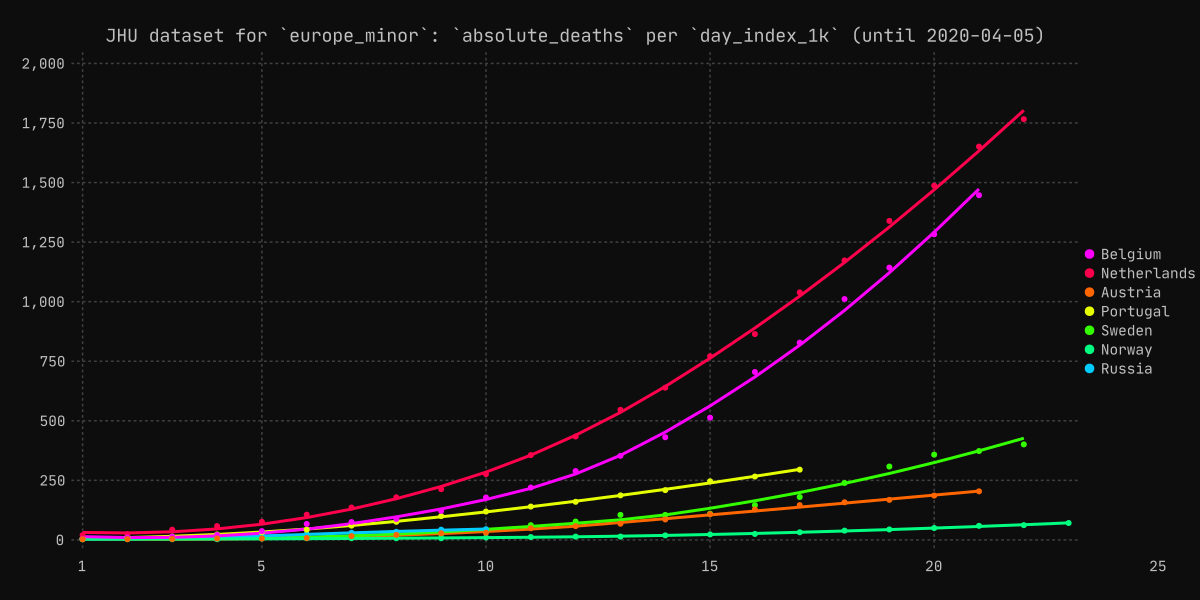 JHU dataset for `europe_minor`: `absolute_deaths` per `day_index_1k` (until 2020-04-05)
2,000
1,750
1,500
1,250
1,000
750
500
250
0
1 5 10 15 20 25
Belgium
Netherlands
Austria
Portugal
Sweden
Norway
Russia